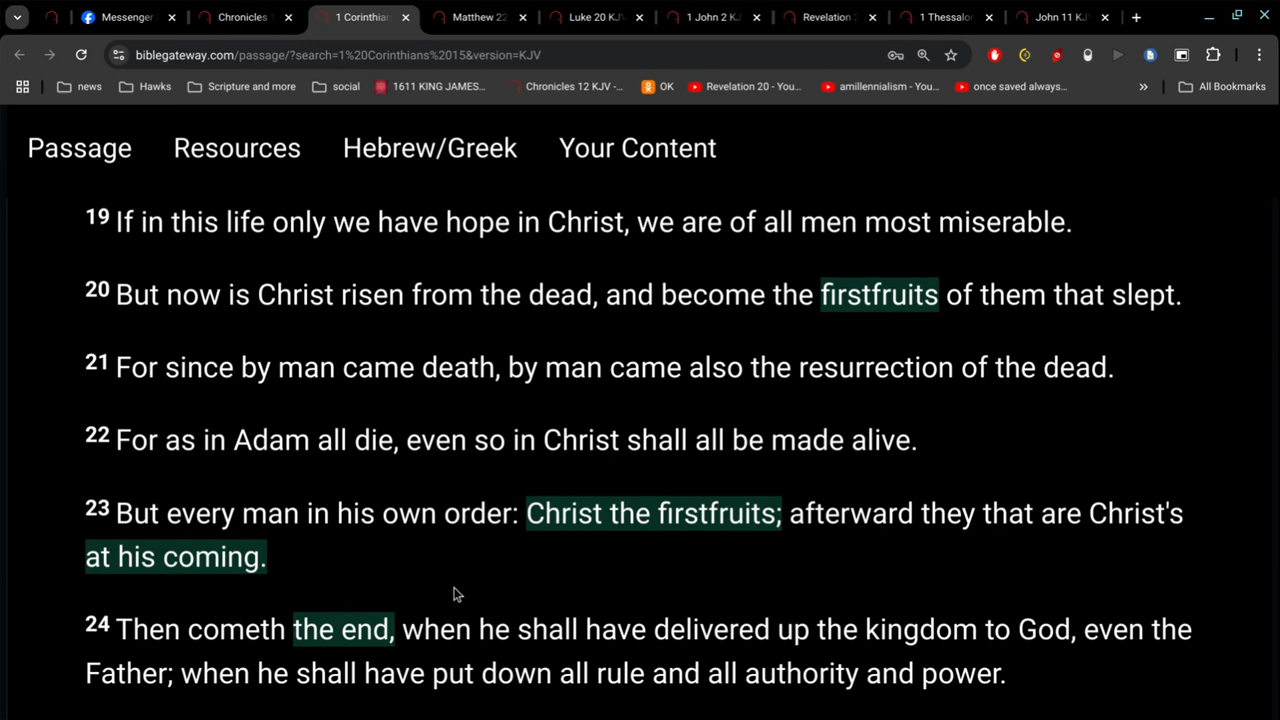 Messenger
Chronicles
1 Corinthian
Matthew 22
Luke 20 KJV
1 John 2 KJ
Revelation 2
1 Thessalo
John 11 KJV
biblegateway.com/passage/?search=1%20Corinthians%2015&version=KJV
news
Hawks
Scripture and more
social
1611 KING JAMES...
Chronicles 12 KJV -...
OK
Revelation 20 - You...
amillennialism - You...
once saved always...
»
All Bookmarks
Passage Resources Hebrew/Greek Your Content
19 If in this life only we have hope in Christ, we are of all men most miserable.
20 But now is Christ risen from the dead, and become the firstfruits of them that slept.
21 For since by man came death, by man came also the resurrection of the dead.
22 For as in Adam all die, even so in Christ shall all be made alive.
23 But every man in his own order: Christ the firstfruits; afterward they that are Christ's
at his coming.
24 Then cometh the end, when he shall have delivered up the kingdom to God, even the
Father; when he shall have put down all rule and all authority and power.